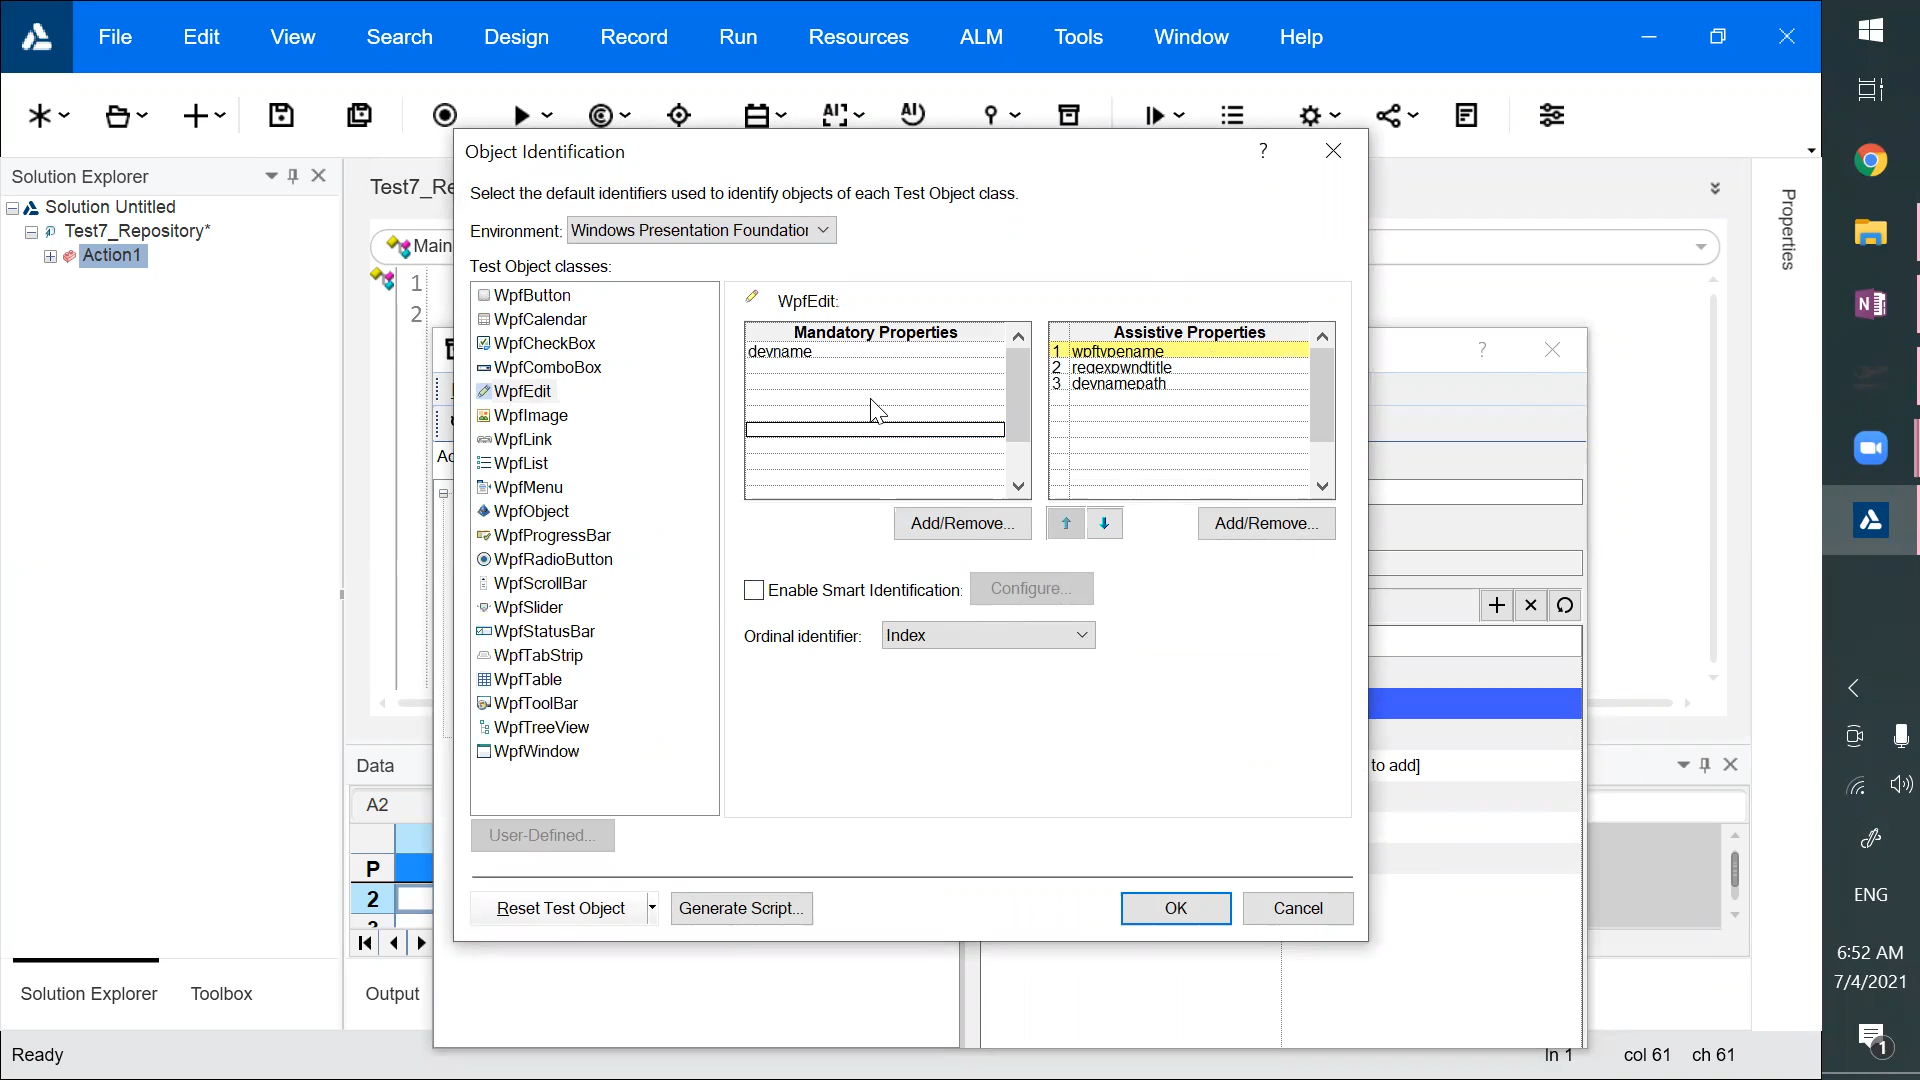 File Edit View Search Design Record Run Resources ALM Tools Window Help
Solution Explorer
Solution Untitled
Test7_Repository*
Action1
Test7_Re
Main
1
2
Object Identification
?
Select the default identifiers used to identify objects of each Test Object class.
Environment: Windows Presentation Foundation
Test Object classes:
WpfButton
WpfCalendar
WpfCheckBox
WpfComboBox
WpfEdit
WpfImage
WpfLink
WpfList
WpfMenu
WpfObject
WpfProgressBar
WpfRadioButton
WpfScrollBar
WpfSlider
WpfStatusBar
WpfTabStrip
WpfTable
WpfToolBar
WpfTreeView
WpfWindow
User-Defined...
WpfEdit:
Mandatory Properties
devname
Add/Remove...
Assistive Properties
1 wpftypename
2 regexpwndtitle
3 devnamepath
Add/Remove...
Enable Smart Identification: Configure...
Ordinal identifier: Index
Reset Test Object Generate Script... OK Cancel
Properties
?
Ac
to add]
Data
A2
P
2
Solution Explorer Toolbox
Output
Ready
ln 1 col 61 ch 61
ENG
6:52 AM
7/4/2021
1